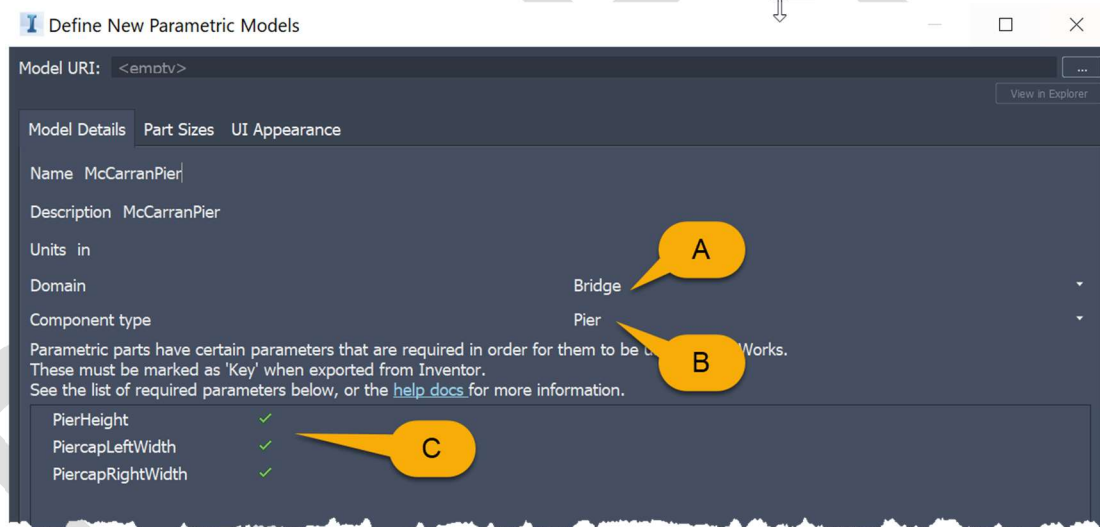 Define New Parametric Models
Model URI: <empty>
...
View in Explorer
Model Details Part Sizes UI Appearance
Name McCarranPier
Description McCarranPier
Units in
A
Domain Bridge
Component type Pier
Parametric parts have certain parameters that are required in order for them to be Works.
B
These must be marked as 'Key' when exported from Inventor.
See the list of required parameters below, or the help docs for more information.
PierHeight
C
PiercapLeftWidth
PiercapRightWidth